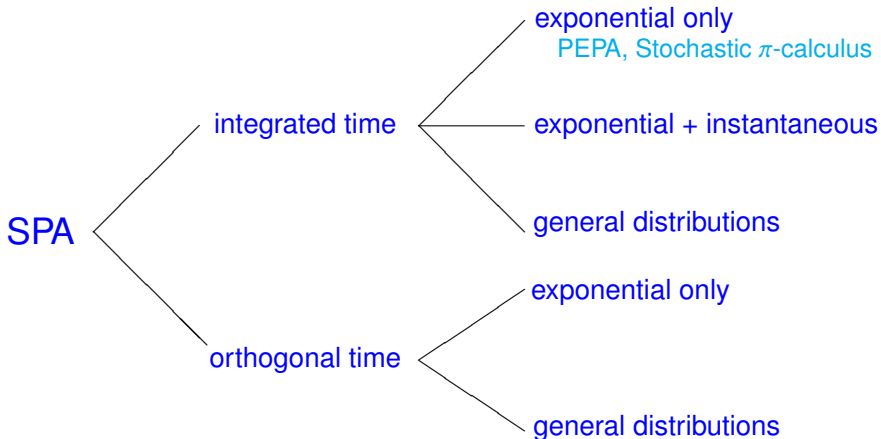 exponential only
PEPA, Stochastic π-calculus
integrated time
exponential + instantaneous
general distributions
SPA
exponential only
orthogonal time
general distributions